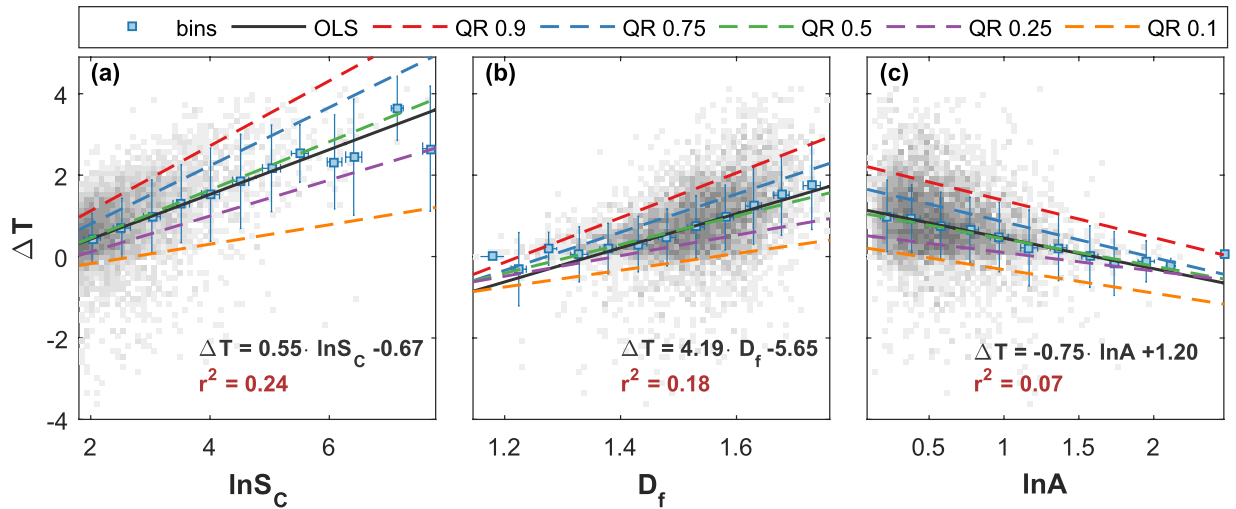 bins OLS QR 0.9 QR 0.75 QR 0.5 QR 0.25 QR 0.1
(a) (b) (c)
4
2
0
-2
-4
ΔT
ΔT = 0.55· lnS_C -0.67
r² = 0.24
ΔT = 4.19· D_f -5.65
r² = 0.18
ΔT = -0.75· lnA +1.20
r² = 0.07
2 4 6
1.2 1.4 1.6
0.5 1 1.5 2
lnS_C
D_f
lnA